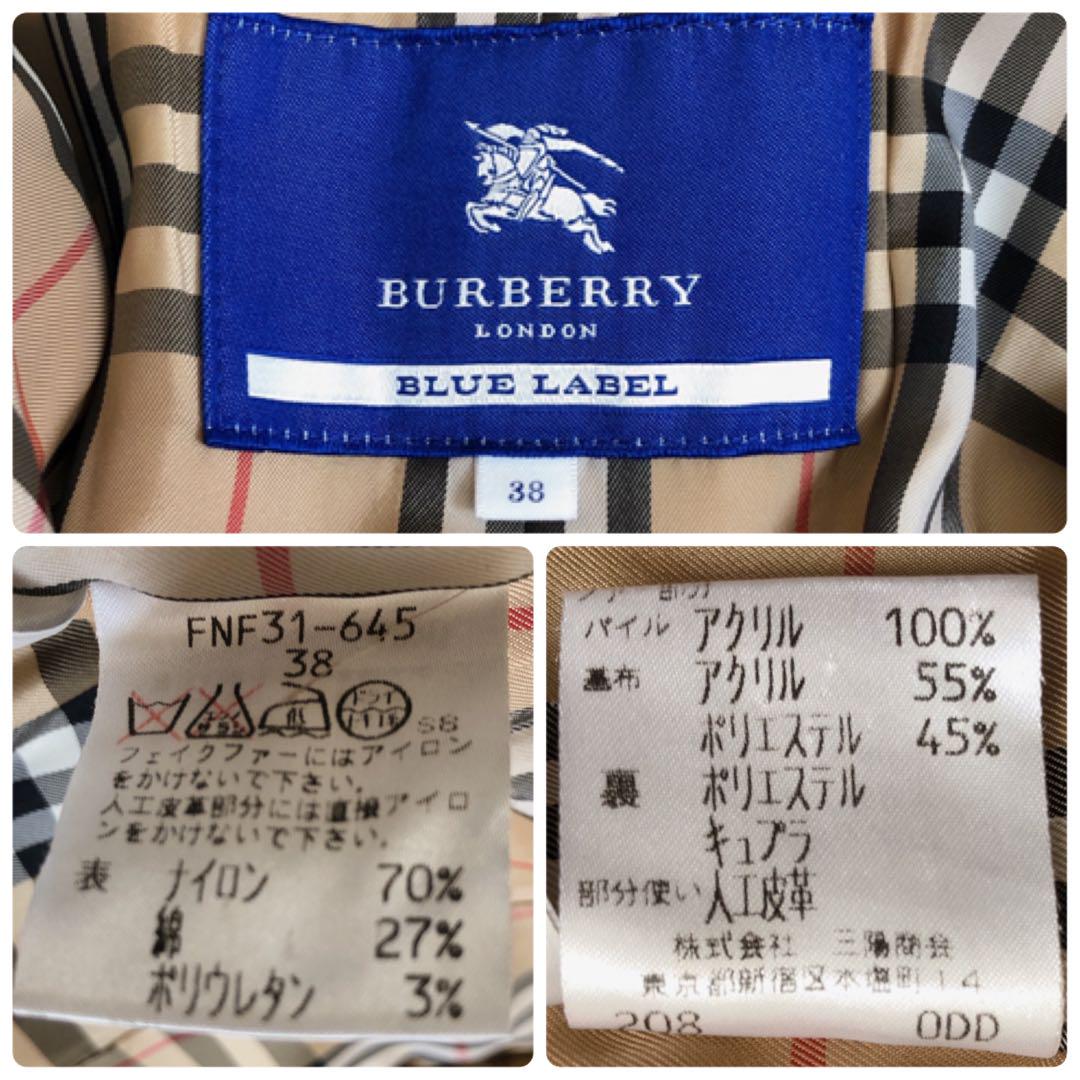 BURBERRY
LONDON
BLUE LABEL
38
FNF31-645
38
ドライ
フェイクファーにはアイロン
をかけないで下さい。
人工皮革部分には直接アイロ
ンをかけないで下さい。
表 ナイロン 70%
綿 27%
ポリウレタン 3%
部分
パイル アクリル 100%
基布 アクリル 55%
ポリエステル 45%
裏 ポリエステル
キュプラ
部分使い 人工皮革
株式会社 三陽商会
東京都新宿区本塩町14
208 ODD